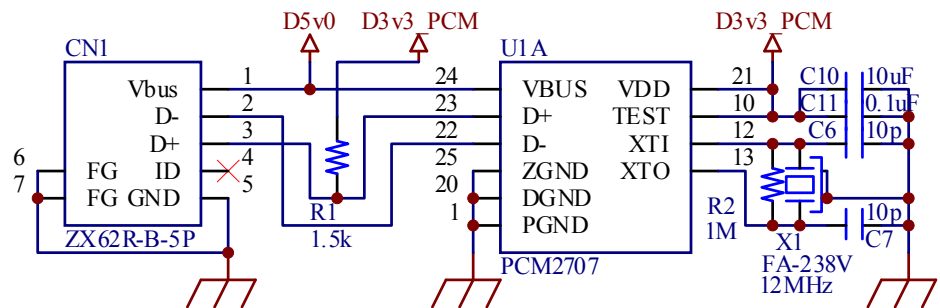 D5v0 D3v3_PCM D3v3_PCM
CN1 U1A
1 24 21 C10 10uF
Vbus VBUS VDD
2 23 10 C11 0.1uF
D- D+ TEST
3 22 12 C6 10p
D+ D- XTI
6 4 25 13
FG ID ZGND XTO
7 5 20
FG GND DGND
R1 1 R2 10p
PGND
1.5k 1M X1 C7
ZX62R-B-5P PCM2707 FA-238V
12MHz